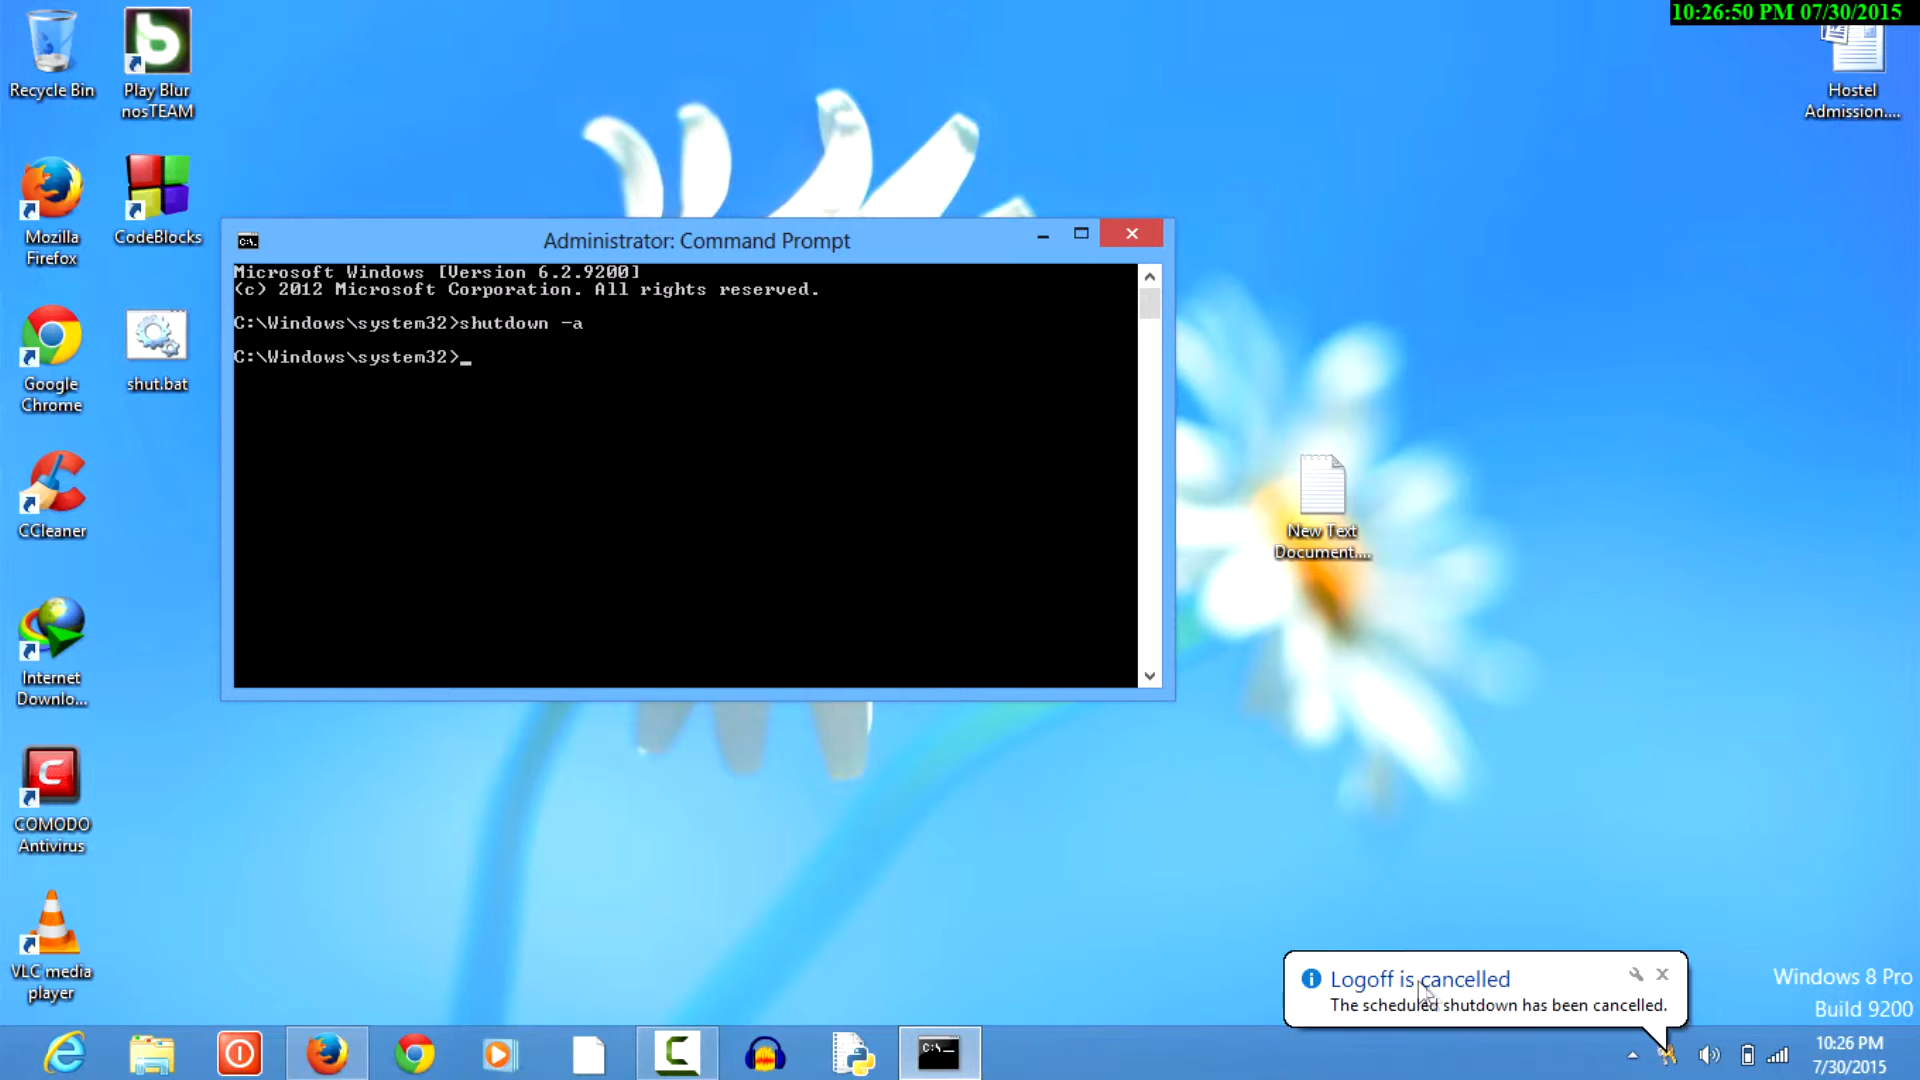 10:26:50 PM 07/30/2015
Recycle Bin
Play Blur
nosTEAM
Hostel
Admission....
Mozilla
Firefox
CodeBlocks
Google
Chrome
shut.bat
CCleaner
Internet
Downlo...
COMODO
Antivirus
VLC media
player
Administrator: Command Prompt
Microsoft Windows [Version 6.2.9200]
(c) 2012 Microsoft Corporation. All rights reserved.
C:\Windows\system32>shutdown -a
C:\Windows\system32>_
New Text
Document....
Logoff is cancelled
The scheduled shutdown has been cancelled.
Windows 8 Pro
Build 9200
10:26 PM
7/30/2015